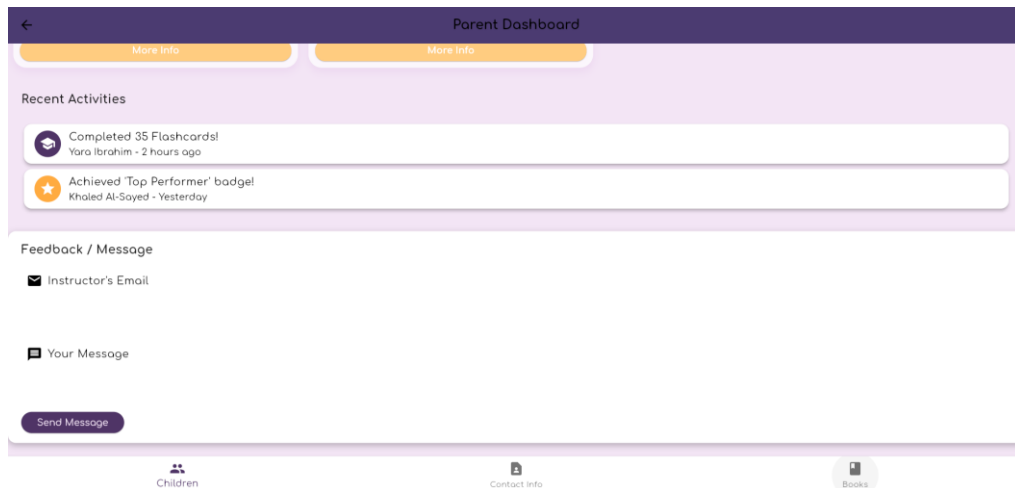 Parent Dashboard
More Info
More Info
Recent Activities
Completed 35 Flashcards!
Yara Ibrahim - 2 hours ago
Achieved 'Top Performer' badge!
Khaled Al-Sayed - Yesterday
Feedback / Message
Instructor's Email
Your Message
Send Message
Children
Contact Info
Books